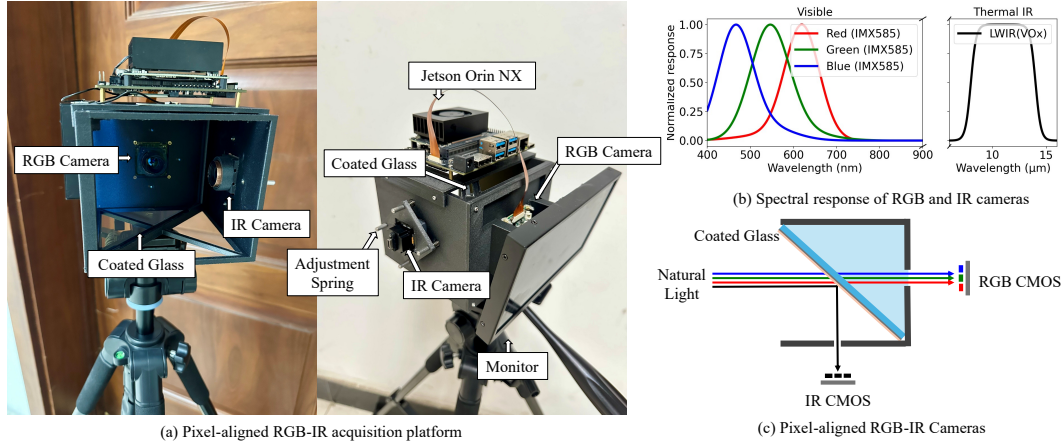 RGB Camera
IR Camera
Coated Glass
Jetson Orin NX
Coated Glass
RGB Camera
Adjustment
Spring
IR Camera
Monitor
(a) Pixel-aligned RGB-IR acquisition platform
Visible
Thermal IR
Normalized response
1.00
0.75
0.50
0.25
0.00
Red (IMX585)
Green (IMX585)
Blue (IMX585)
LWIR(VOx)
400 500 600 700 800 900
10 15
Wavelength (nm)
Wavelength (μm)
(b) Spectral response of RGB and IR cameras
Coated Glass
Natural
Light
RGB CMOS
IR CMOS
(c) Pixel-aligned RGB-IR Cameras